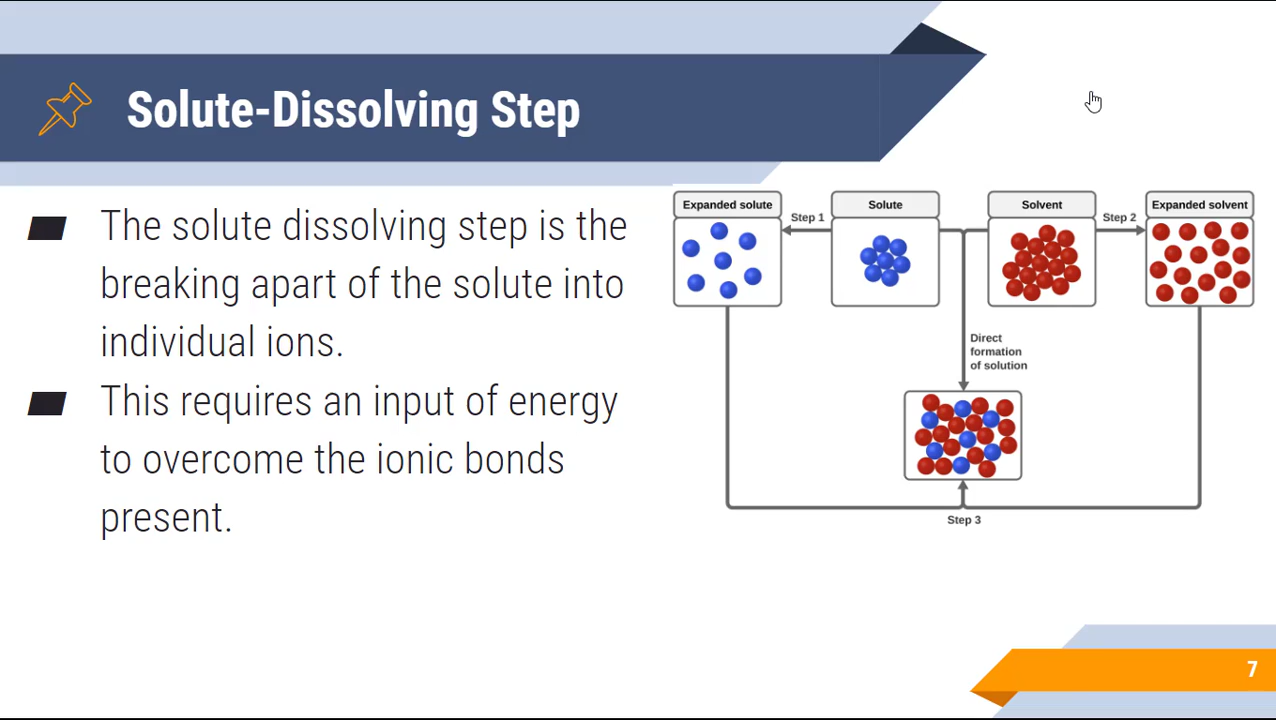 Solute-Dissolving Step
The solute dissolving step is the
breaking apart of the solute into
individual ions.
This requires an input of energy
to overcome the ionic bonds
present.
Expanded solute
Step 1
Solute
Solvent
Step 2
Expanded solvent
Direct
formation
of solution
Step 3
7